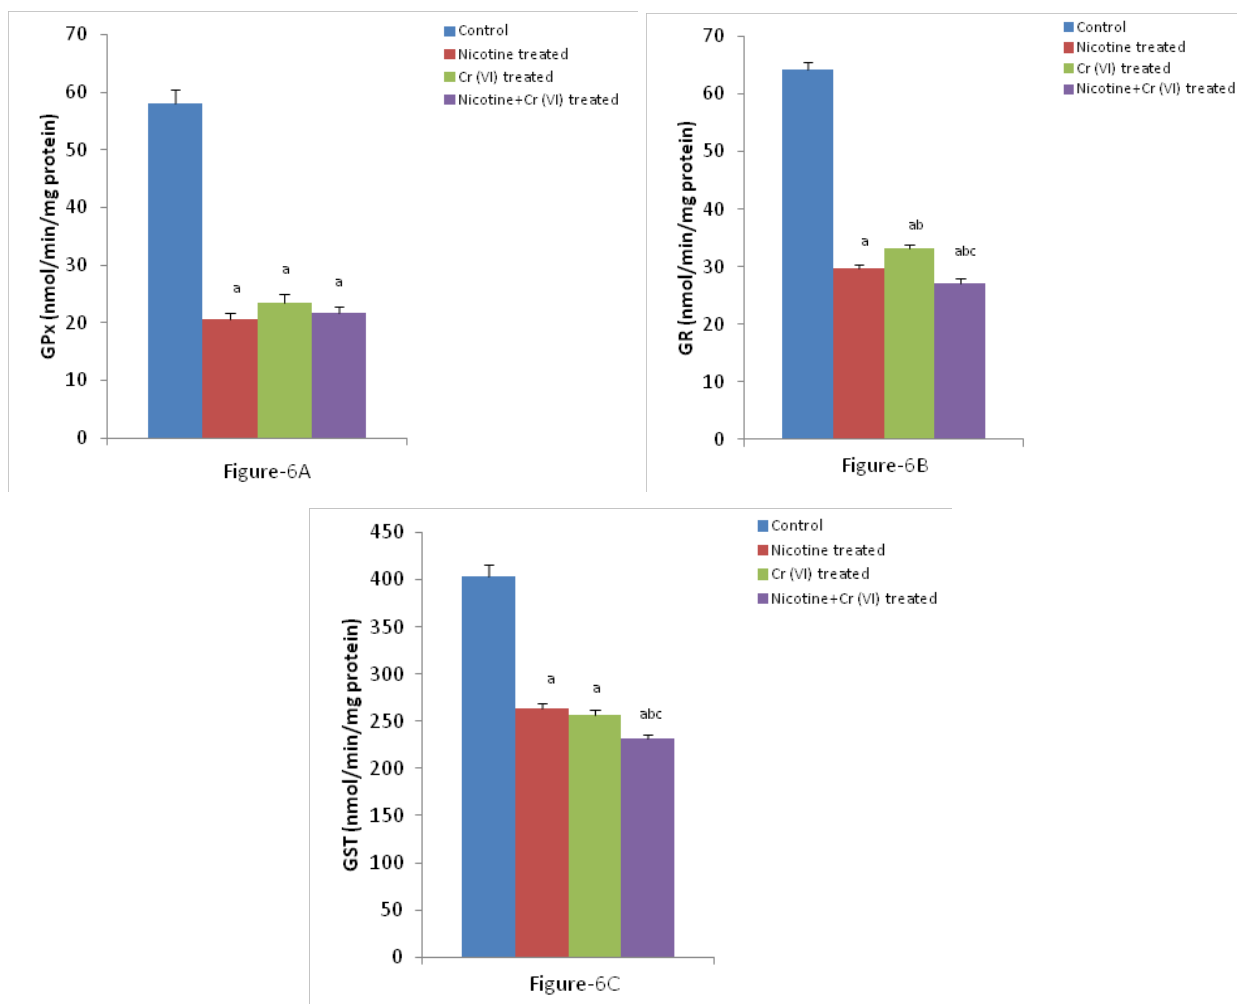 70
60
50
40
30
20
10
0
GPx (nmol/min/mg protein)
a
a
a
Control
Nicotine treated
Cr (VI) treated
Nicotine+Cr (VI) treated
Figure-6A
70
60
50
40
30
20
10
0
GR (nmol/min/mg protein)
a
ab
abc
Control
Nicotine treated
Cr (VI) treated
Nicotine+Cr (VI) treated
Figure-6B
450
400
350
300
250
200
150
100
50
0
GST (nmol/min/mg protein)
a
a
abc
Control
Nicotine treated
Cr (VI) treated
Nicotine+Cr (VI) treated
Figure-6C